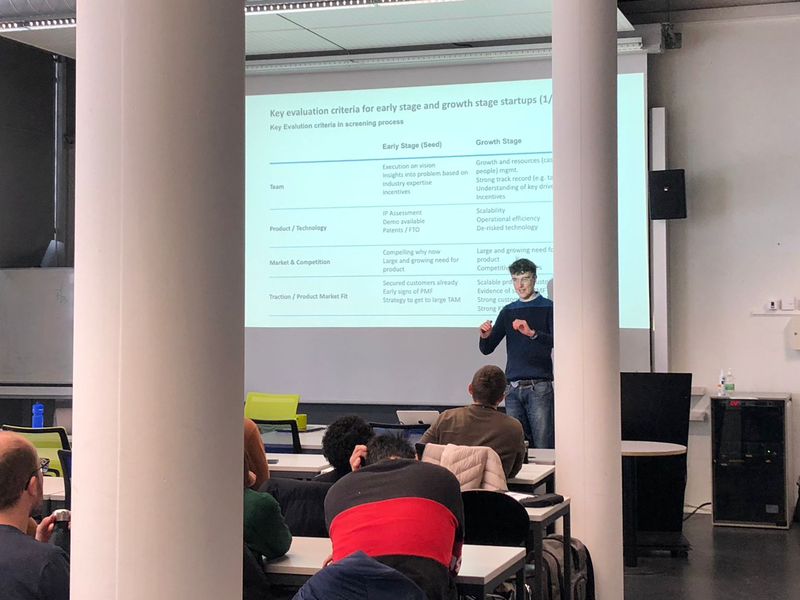 Key evaluation criteria for early stage and growth stage startups (1/
Key Evalution criteria in screening process
Early Stage (Seed)
Growth Stage
Team
Execution on vision
Insights into problem based on
industry expertise
Incentives
Growth and resources
people) mgmt.
Strong track record (e.g.
Understanding of key
Incentives
Product / Technology
IP Assessment
Demo available
Patents / FTO
Scalability
Operational efficiency
De-risked technology
Market & Competition
Compelling why now
Large and growing need for
product
Large and growing need
product
Traction / Product Market Fit
Secured customers already
Early signs of PMF
Strategy to get to large TAM
Scalable
Evidence of
Strong
Strong